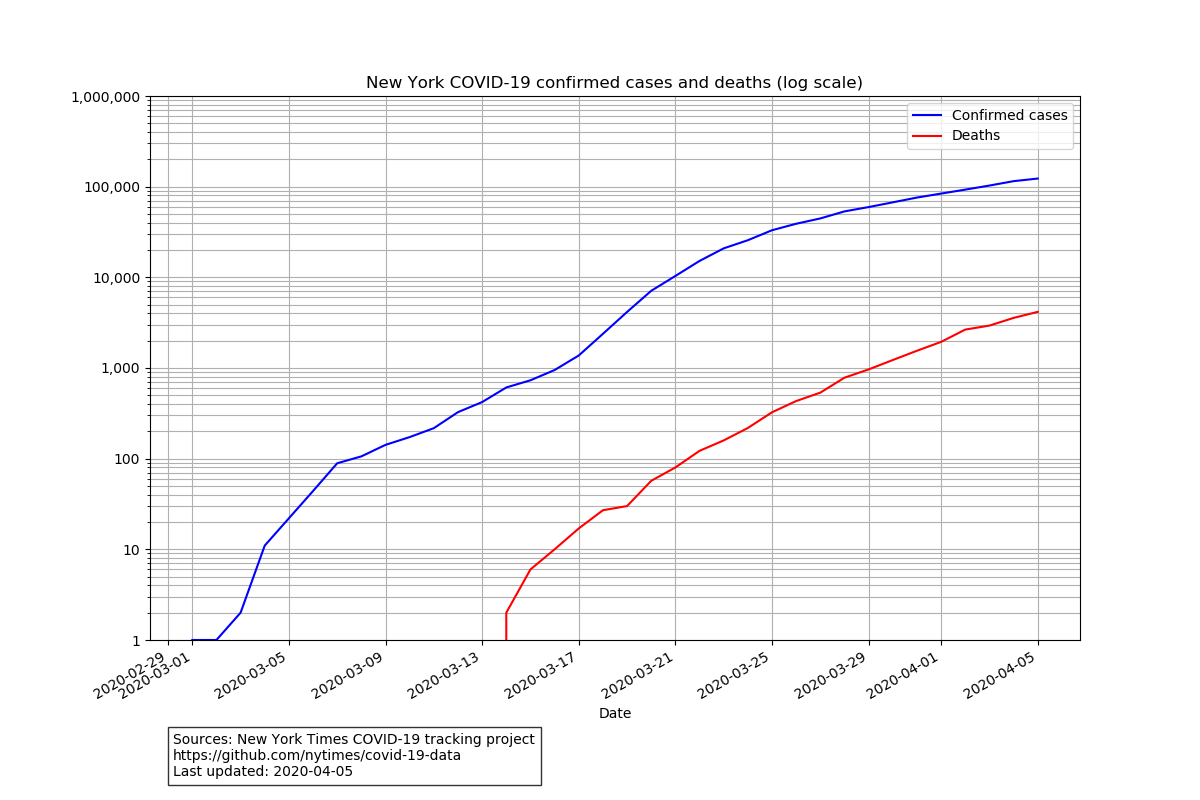 New York COVID-19 confirmed cases and deaths (log scale)
1,000,000
100,000
10,000
1,000
100
10
1
Confirmed cases
Deaths
2020-02-29
2020-03-01
2020-03-05
2020-03-09
2020-03-13
2020-03-17
2020-03-21
2020-03-25
2020-03-29
2020-04-01
2020-04-05
Date
Sources: New York Times COVID-19 tracking project
https://github.com/nytimes/covid-19-data
Last updated: 2020-04-05